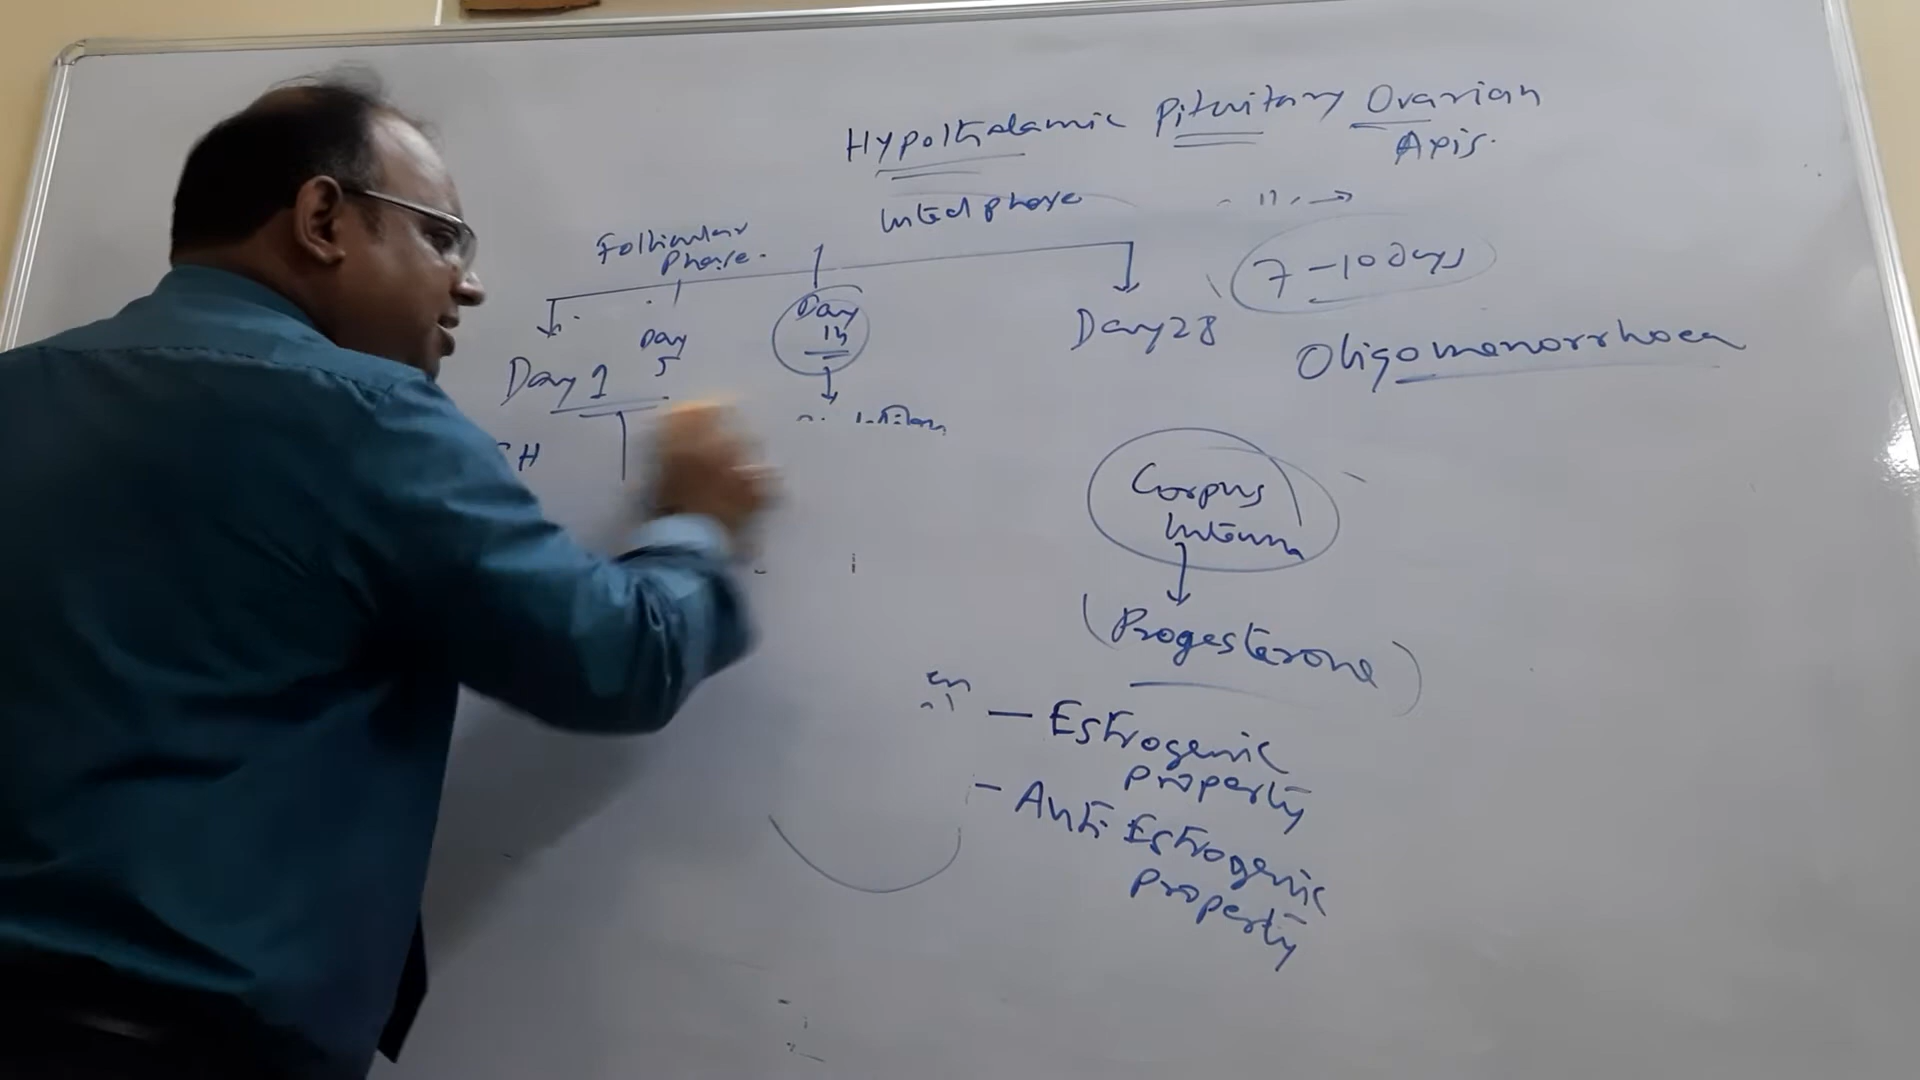 Hypothalamic Pituitary Ovarian
Axis.
luteal phase
Follicular
Phase.
7-10 days
Day 1
Day
5
Day
14
Day 28
Oligomenorrhoea
Corpus
luteum
(Progesterone)
- Estrogenic
Property
- Anti Estrogenic
Property